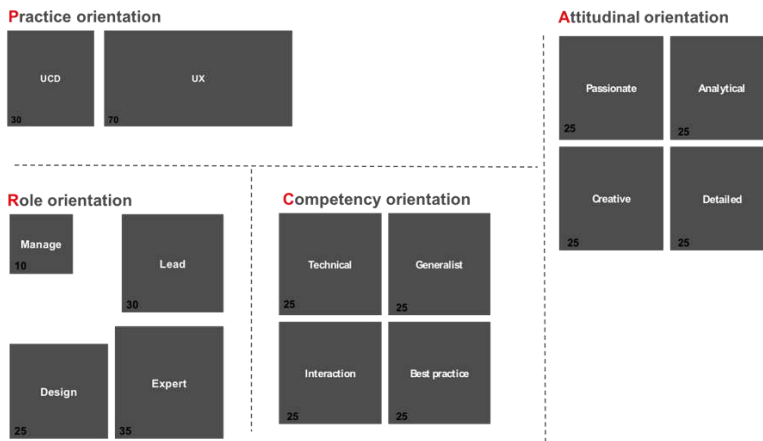 Practice orientation
UCD
30
UX
70
Attitudinal orientation
Passionate
25
Analytical
25
Creative
25
Detailed
25
Role orientation
Manage
10
Lead
30
Design
25
Expert
35
Competency orientation
Technical
25
Generalist
25
Interaction
25
Best practice
25